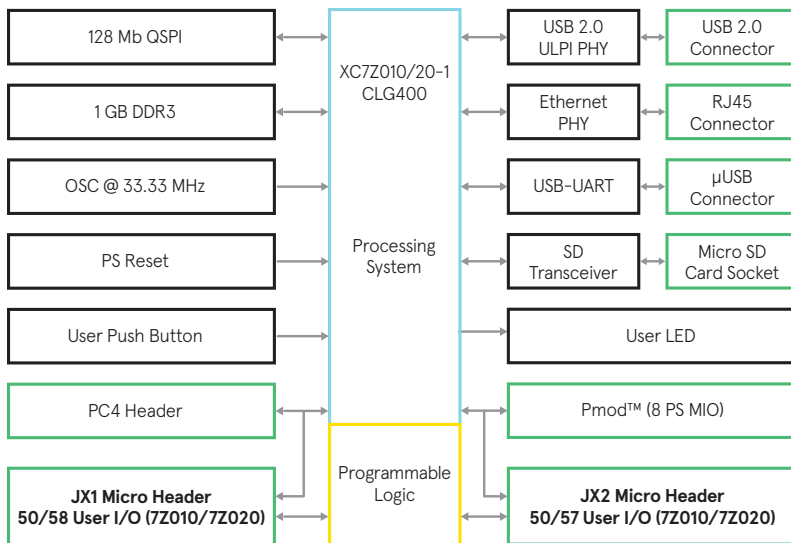 128 Mb QSPI
1 GB DDR3
OSC @ 33.33 MHz
PS Reset
User Push Button
PC4 Header
JX1 Micro Header
50/58 User I/O (7Z010/7Z020)
XC7Z010/20-1
CLG400
Processing
System
Programmable
Logic
USB 2.0
ULPI PHY
USB 2.0
Connector
Ethernet
PHY
RJ45
Connector
USB-UART
µUSB
Connector
SD
Transceiver
Micro SD
Card Socket
User LED
Pmod™ (8 PS MIO)
JX2 Micro Header
50/57 User I/O (7Z010/7Z020)